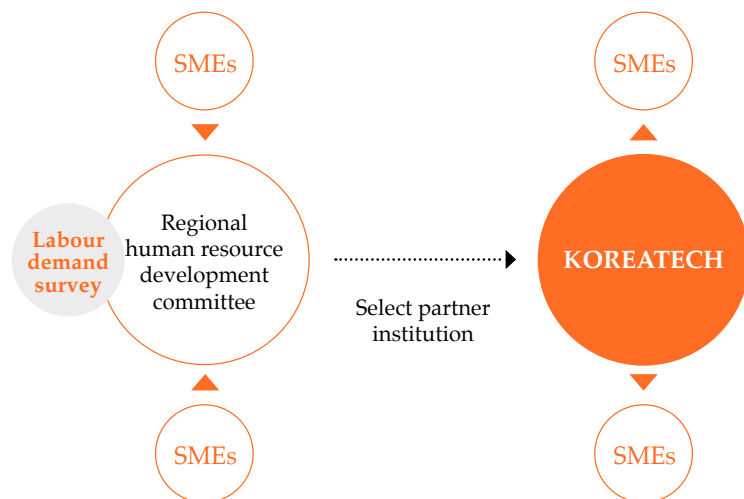 SMEs
SMEs
Labour
demand
survey
Regional
human resource
development
committee
Select partner
institution
KOREATECH
SMEs
SMEs